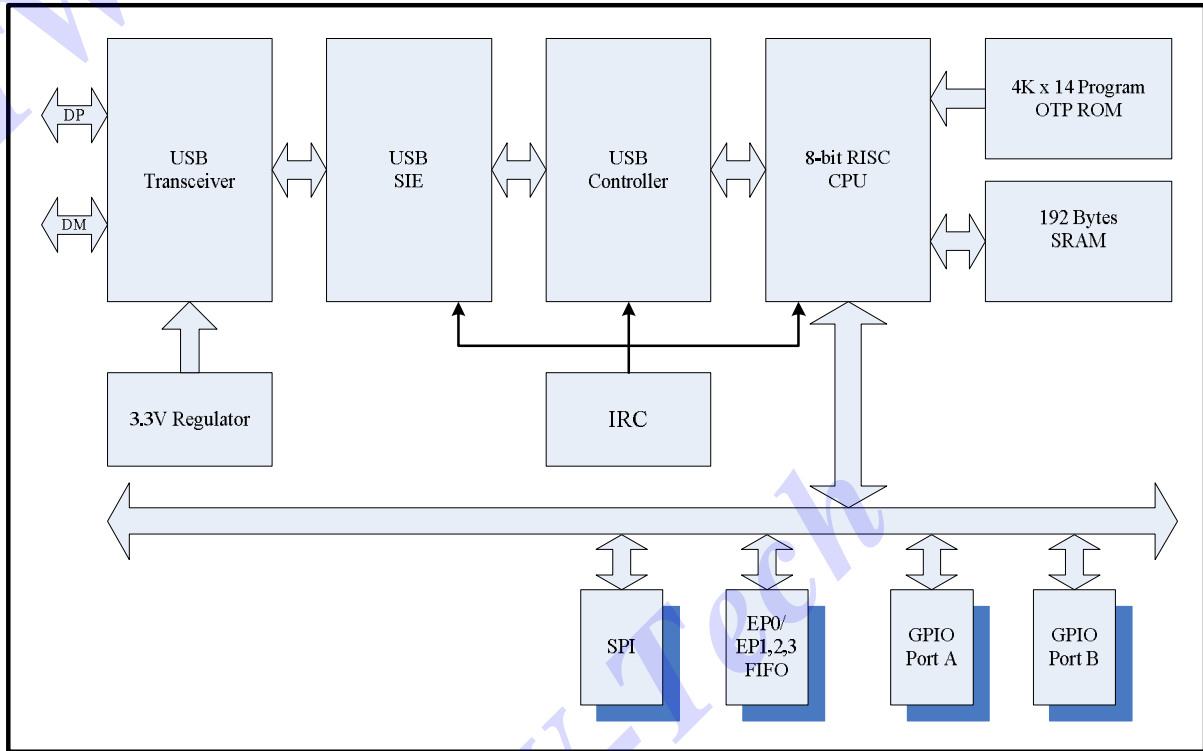 DP
DM
USB
Transceiver
USB
SIE
USB
Controller
8-bit RISC
CPU
4K x 14 Program
OTP ROM
192 Bytes
SRAM
3.3V Regulator
IRC
SPI
EP0/
EP1,2,3
FIFO
GPIO
Port A
GPIO
Port B
-Tech